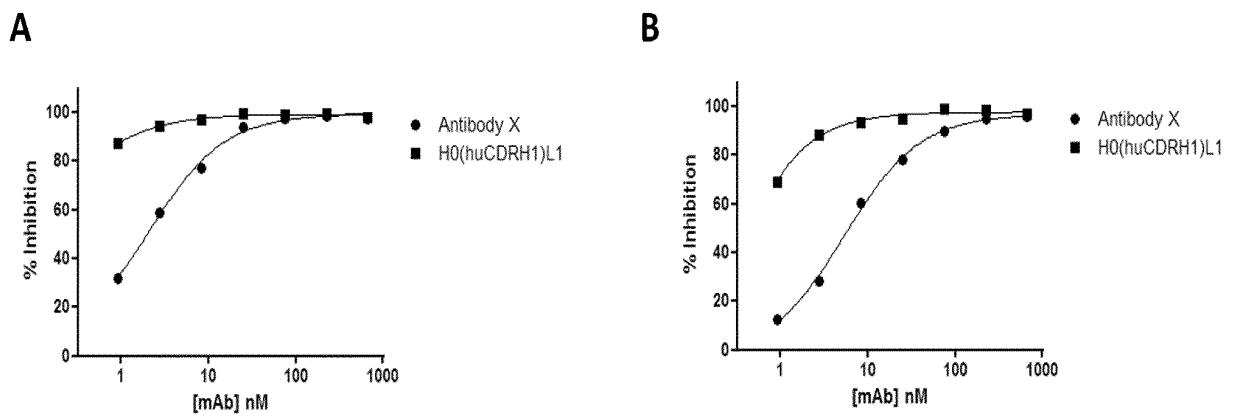 A
% Inhibition
100
80
60
40
20
0
1 10 100 1000
[mAb] nM
Antibody X
H0(huCDRH1)L1
B
% Inhibition
100
80
60
40
20
0
1 10 100 1000
[mAb] nM
Antibody X
H0(huCDRH1)L1